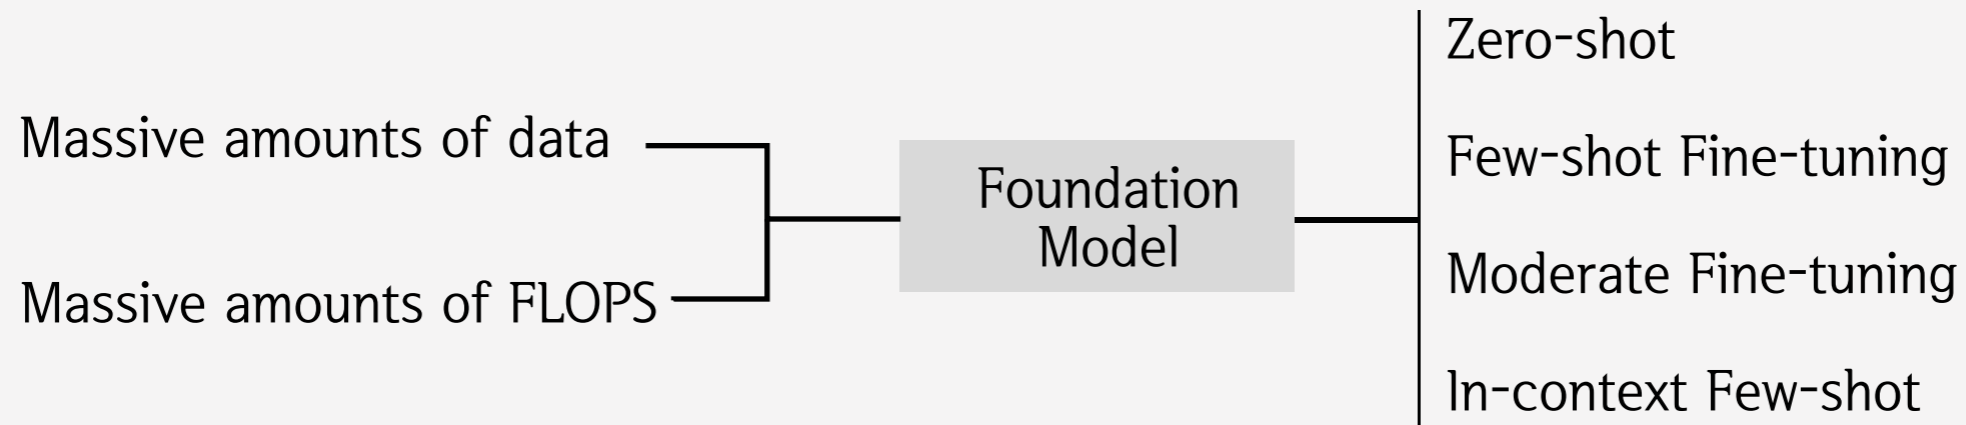 Massive amounts of data
Massive amounts of FLOPS
Foundation
Model
Zero-shot
Few-shot Fine-tuning
Moderate Fine-tuning
In-context Few-shot